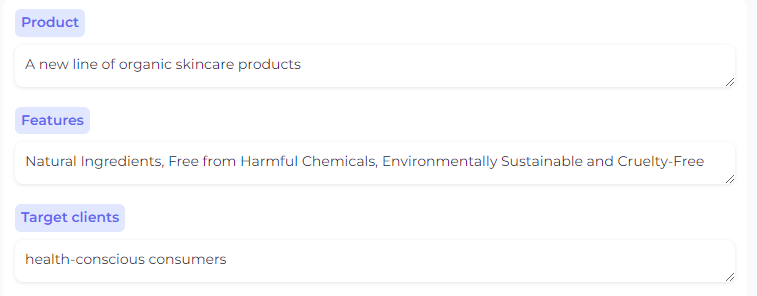 Product
A new line of organic skincare products
Features
Natural Ingredients, Free from Harmful Chemicals, Environmentally Sustainable and Cruelty-Free
Target clients
health-conscious consumers